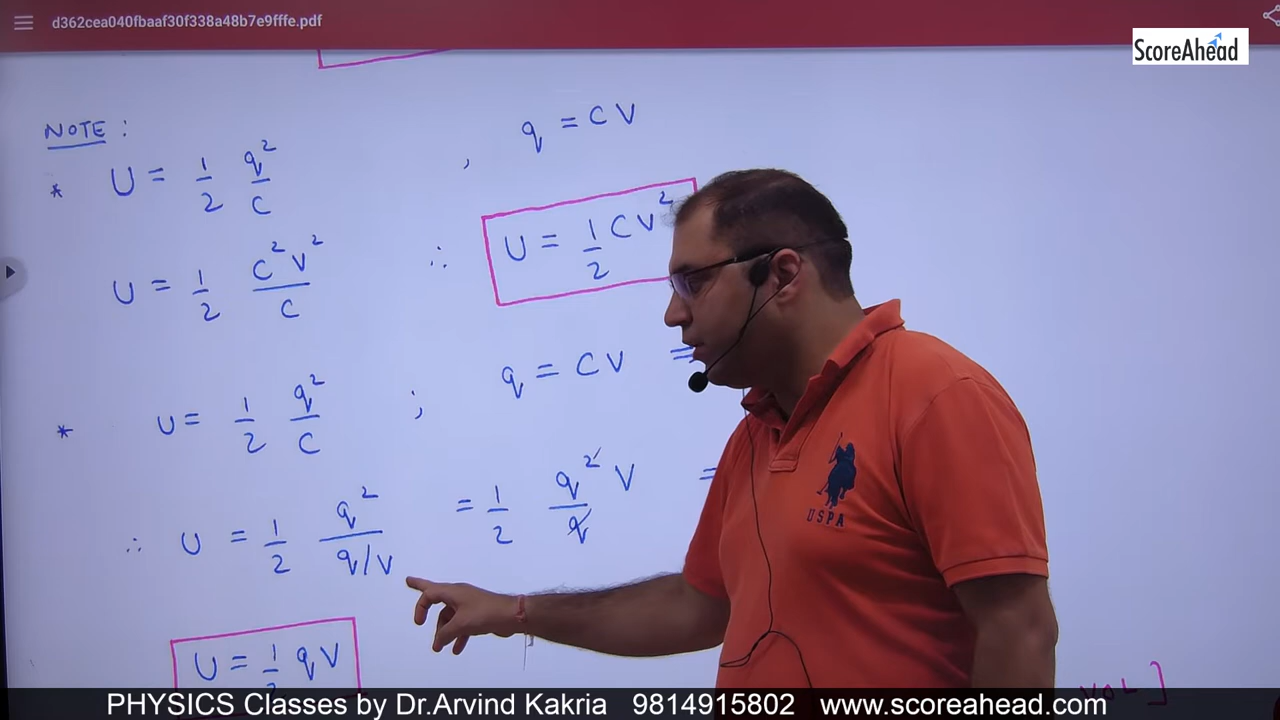 d362cea040fbaaf30f338a48b7e9fffe.pdf
ScoreAhead
NOTE :
* U = 1/2 q²/C , q = CV
U = 1/2 C²V²/C ∴ U = 1/2 CV²
* U = 1/2 q²/C ; q = CV =
∴ U = 1/2 q²/q/V = 1/2 q²/q V =
U = 1/2 qV
VOL ]
USPA
PHYSICS Classes by Dr.Arvind Kakria 9814915802 www.scoreahead.com